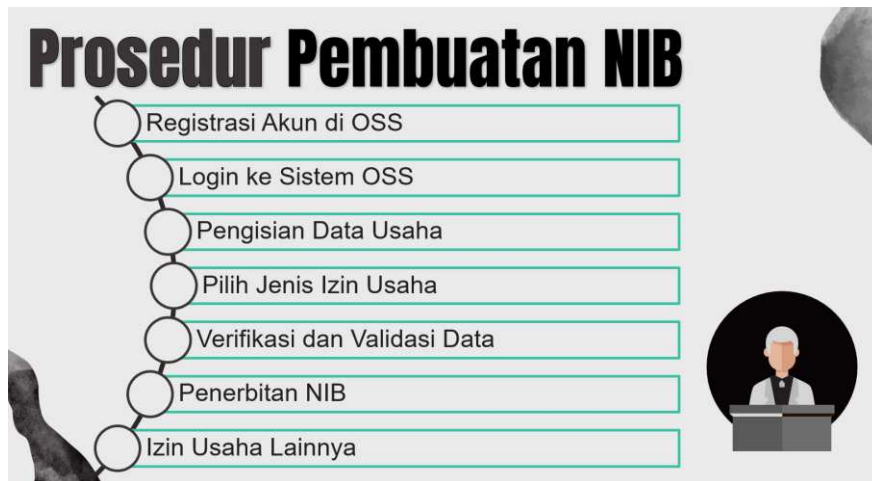 Prosedur Pembuatan NIB
Registrasi Akun di OSS
Login ke Sistem OSS
Pengisian Data Usaha
Pilih Jenis Izin Usaha
Verifikasi dan Validasi Data
Penerbitan NIB
Izin Usaha Lainnya